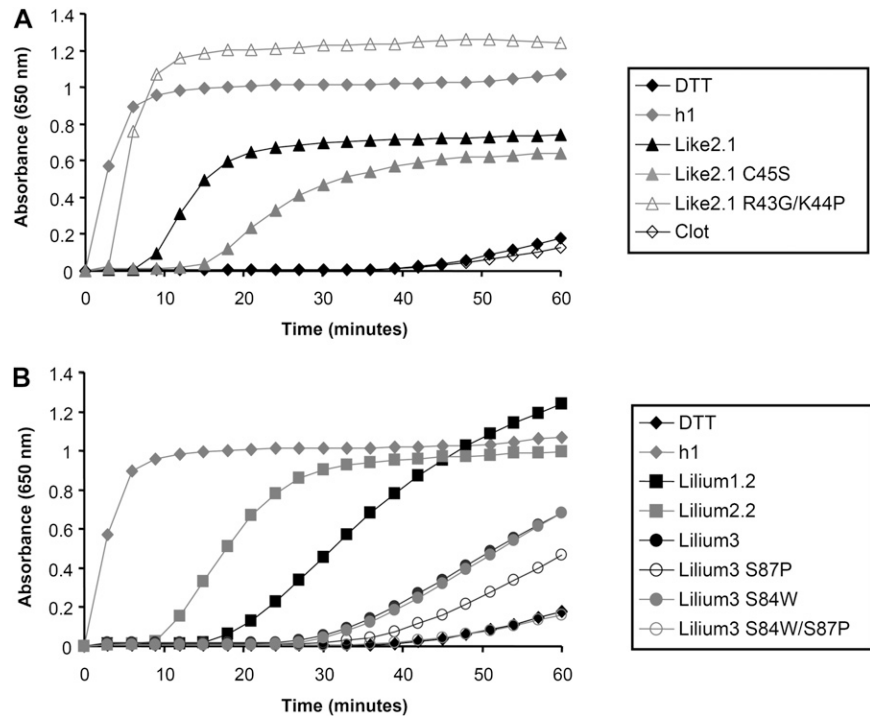 A
1.4
1.2
1
0.8
0.6
0.4
0.2
0
Absorbance (650 nm)
0 10 20 30 40 50 60
Time (minutes)
DTT
h1
Like2.1
Like2.1 C45S
Like2.1 R43G/K44P
Clot
B
1.4
1.2
1
0.8
0.6
0.4
0.2
0
Absorbance (650 nm)
0 10 20 30 40 50 60
Time (minutes)
DTT
h1
Lilium1.2
Lilium2.2
Lilium3
Lilium3 S87P
Lilium3 S84W
Lilium3 S84W/S87P